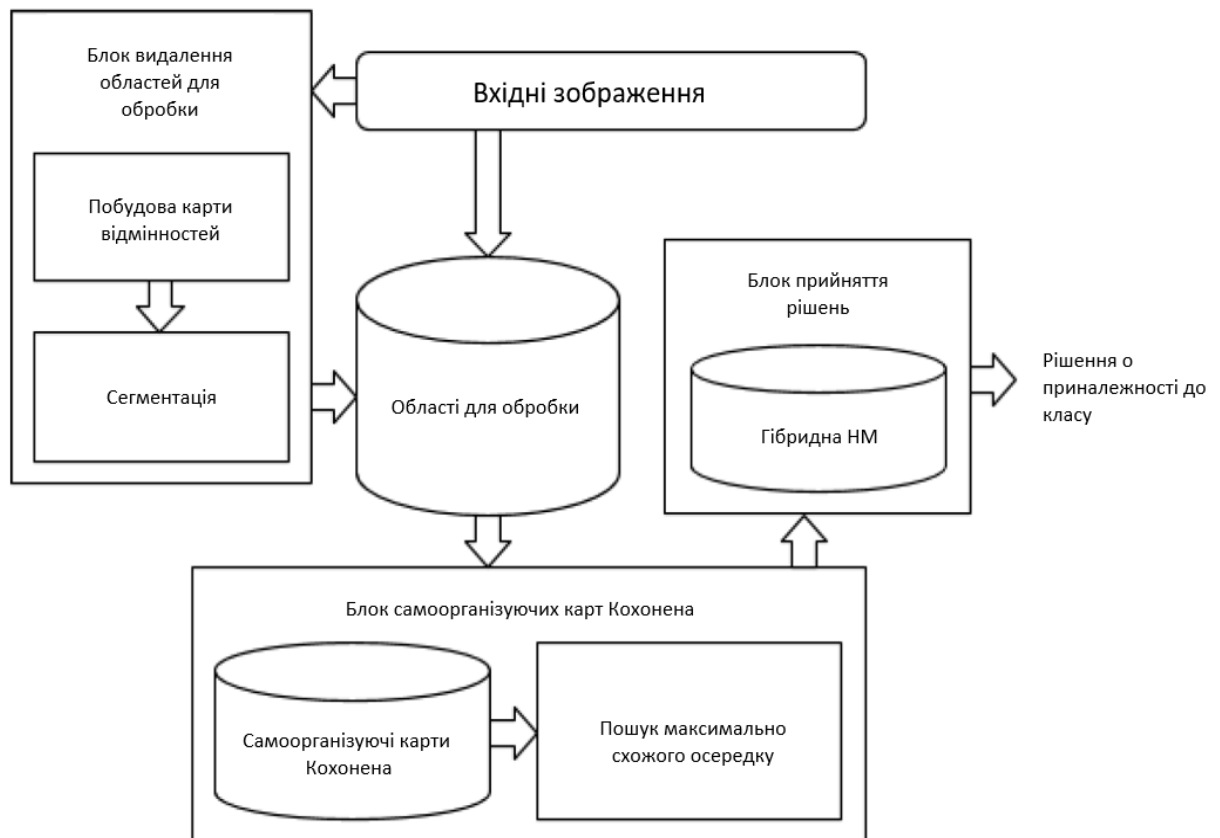 Блок видалення
областей для
обробки
Вхідні зображення
Побудова карти
відмінностей
Сегментація
Області для обробки
Блок прийняття
рішень
Гібридна НМ
Рішення о
приналежності до
класу
Блок самоорганізуючих карт Кохонена
Самоорганізуючі карти
Кохонена
Пошук максимально
схожого осередку